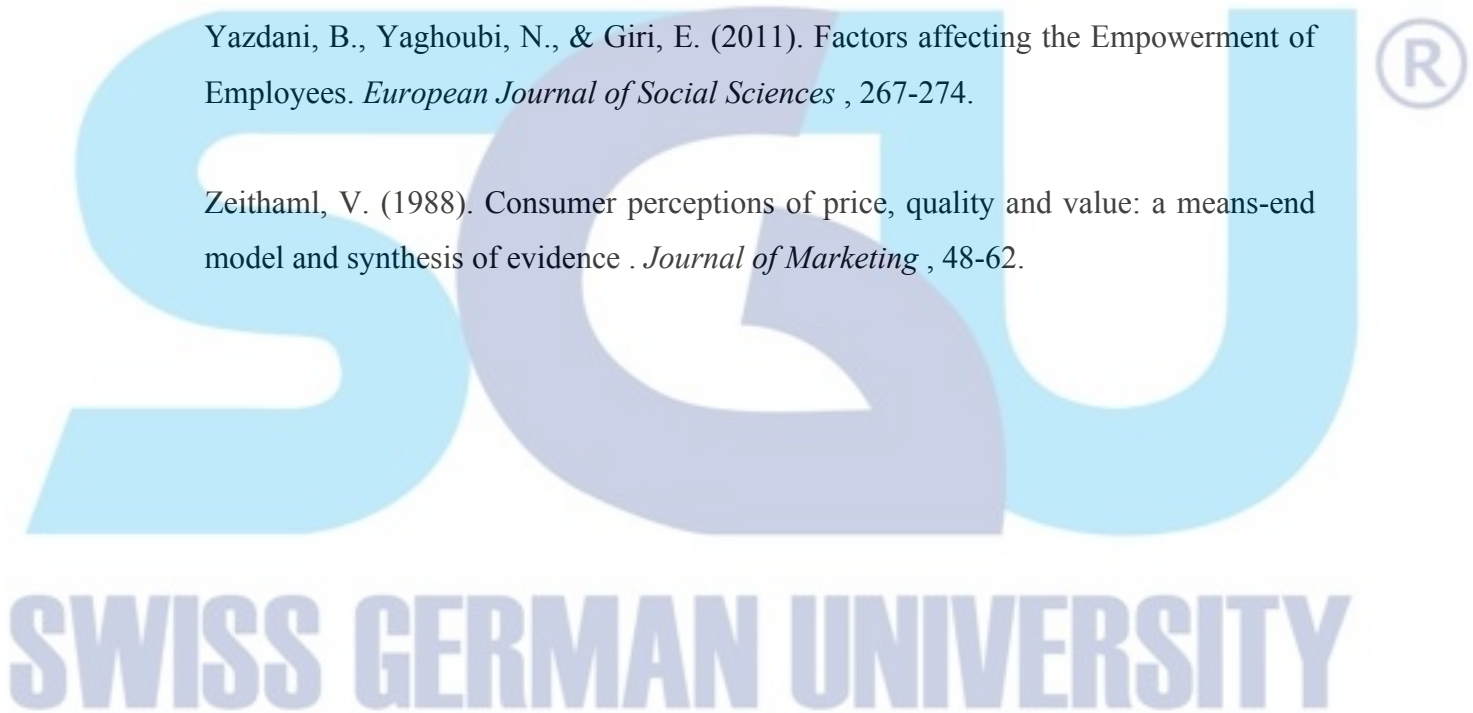 Yazdani, B., Yaghoubi, N., & Giri, E. (2011). Factors affecting the Empowerment of
Employees. European Journal of Social Sciences , 267-274.
Zeithaml, V. (1988). Consumer perceptions of price, quality and value: a means-end
model and synthesis of evidence . Journal of Marketing , 48-62.
SGU ®
SWISS GERMAN UNIVERSITY